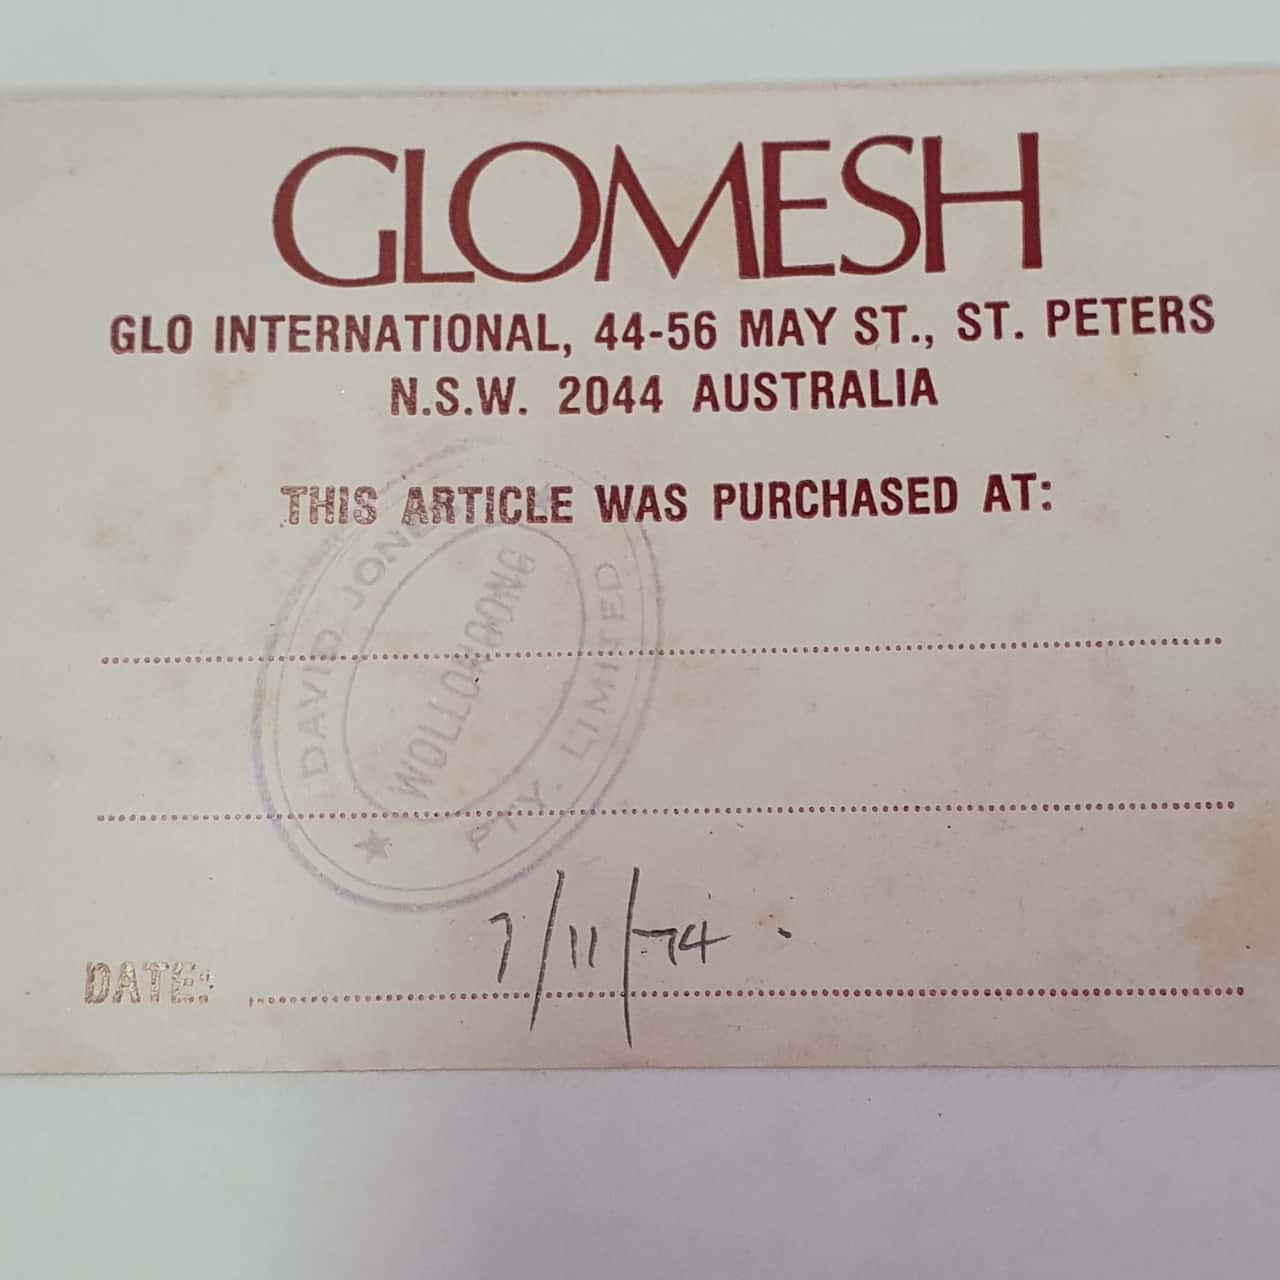 GLOMESH
GLO INTERNATIONAL, 44-56 MAY ST., ST. PETERS
N.S.W. 2044 AUSTRALIA
THIS ARTICLE WAS PURCHASED AT:
DAVID JONES PTY. LIMITED
WOLLONGONG
DATE: 7/11/74